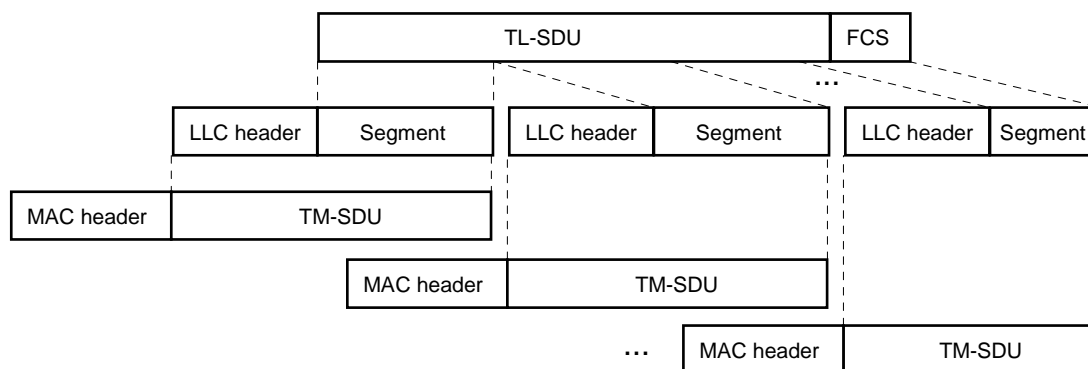 TL-SDU FCS
...
LLC header Segment LLC header Segment LLC header Segment
MAC header TM-SDU
MAC header TM-SDU
... MAC header TM-SDU